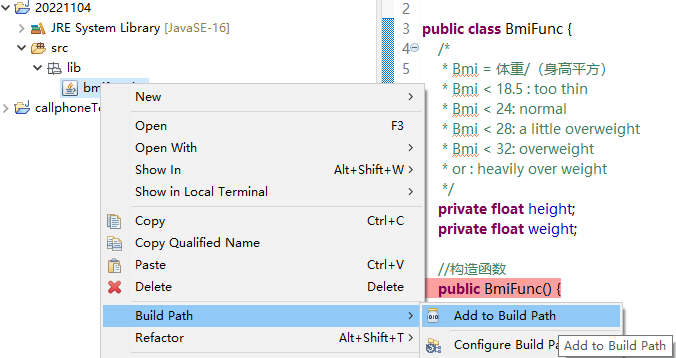 20221104
JRE System Library [JavaSE-16]
src
lib
callphoneTe
New
Open F3
Open With
Show In Alt+Shift+W
Show in Local Terminal
Copy Ctrl+C
Copy Qualified Name
Paste Ctrl+V
Delete Delete
Build Path
Refactor Alt+Shift+T
Add to Build Path
Configure Build Pa
Add to Build Path
2
3
4
5
public class BmiFunc {
/*
* Bmi = 体重/（身高平方）
* Bmi < 18.5 : too thin
* Bmi < 24: normal
* Bmi < 28: a little overweight
* Bmi < 32: overweight
* or : heavily over weight
*/
private float height;
private float weight;
//构造函数
public BmiFunc() {